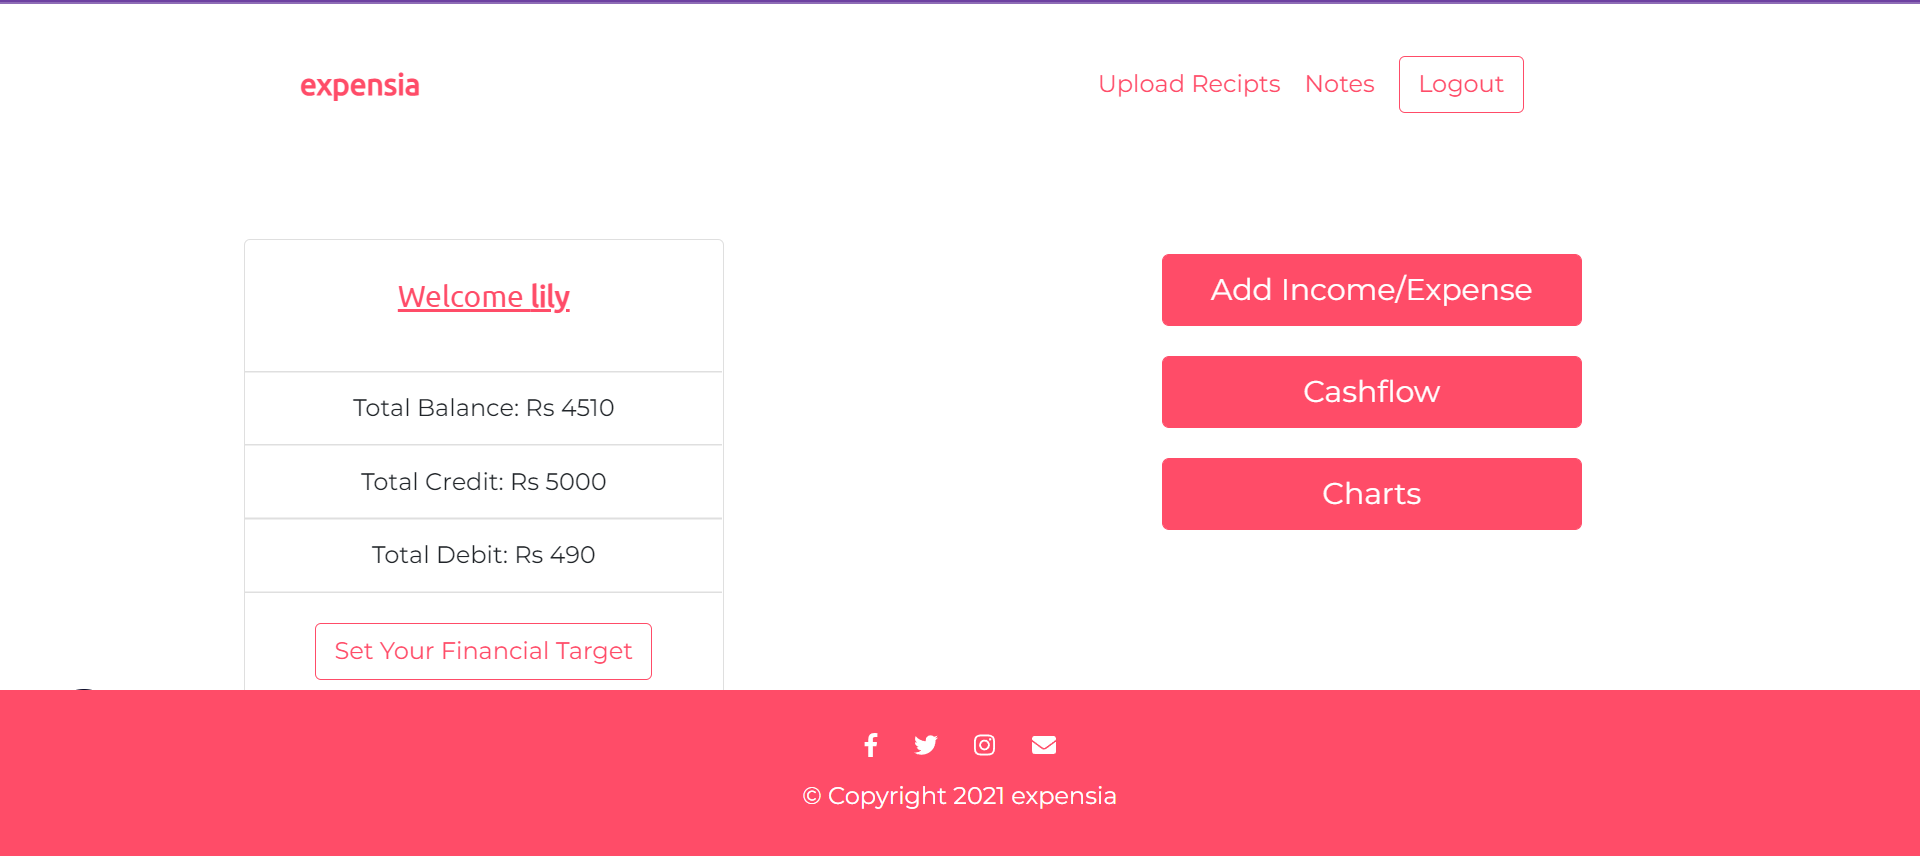 expensia
Upload Recipts
Notes
Logout
Welcome lily
Total Balance: Rs 4510
Total Credit: Rs 5000
Total Debit: Rs 490
Set Your Financial Target
Add Income/Expense
Cashflow
Charts
© Copyright 2021 expensia